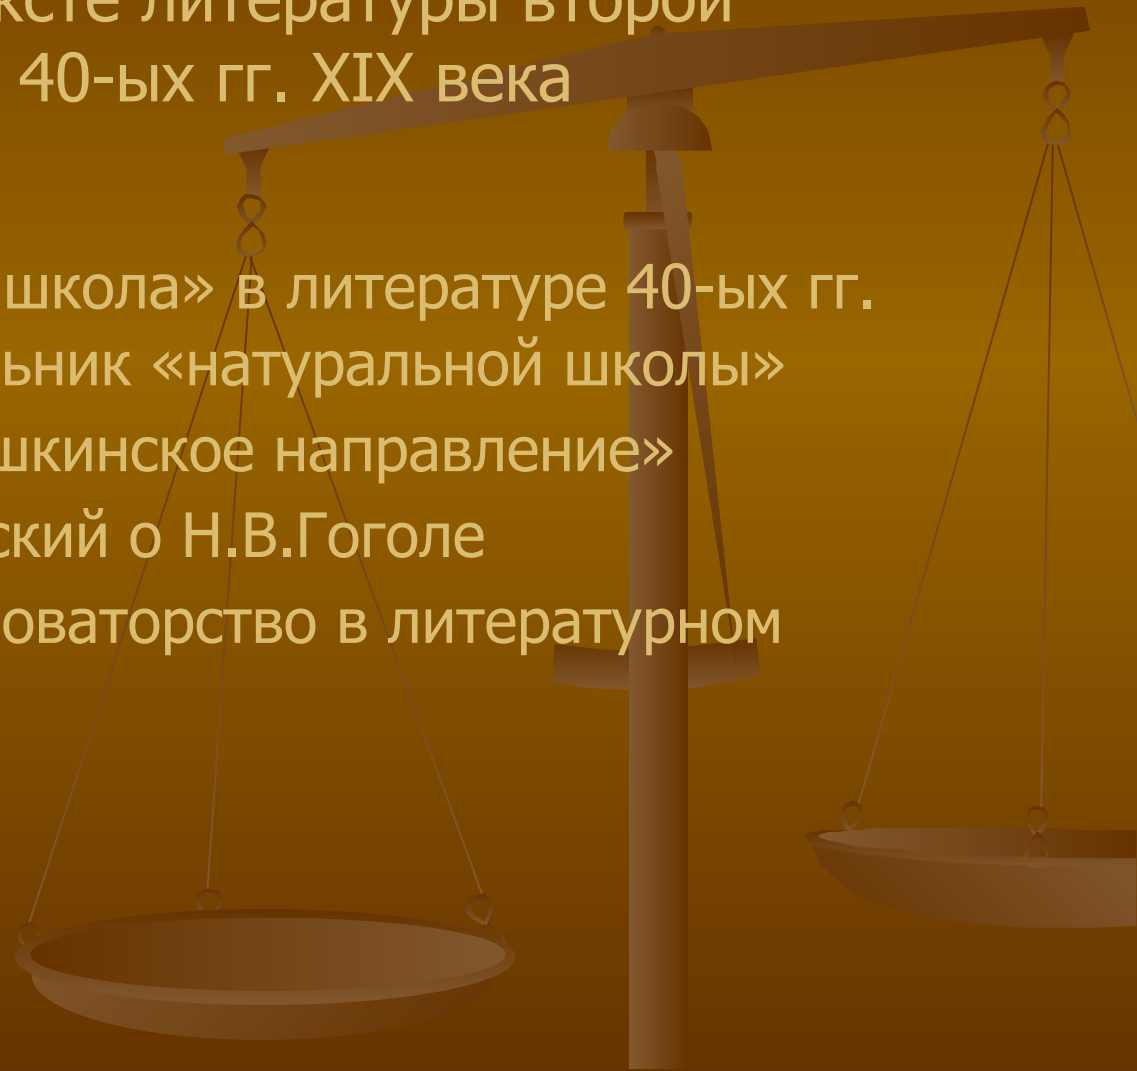 ксте литературы второй
40-ых гг. XIX века
школа» в литературе 40-ых гг.
ьник «натуральной школы»
шкинское направление»
ский о Н.В.Гоголе
оваторство в литературном